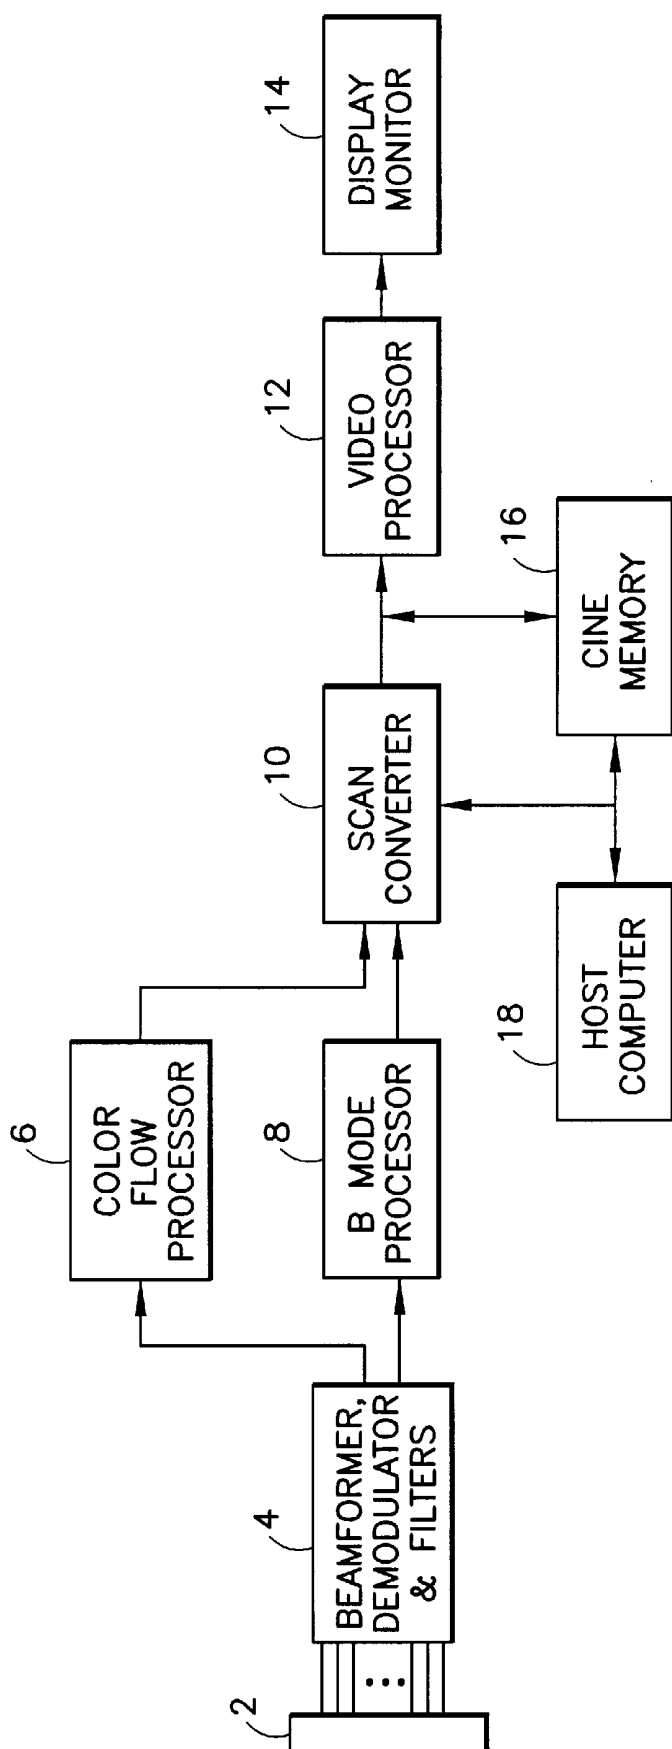 2
4
BEAMFORMER,
DEMODULATOR
& FILTERS
6
COLOR
FLOW
PROCESSOR
8
B MODE
PROCESSOR
10
SCAN
CONVERTER
12
VIDEO
PROCESSOR
14
DISPLAY
MONITOR
18
HOST
COMPUTER
16
CINE
MEMORY